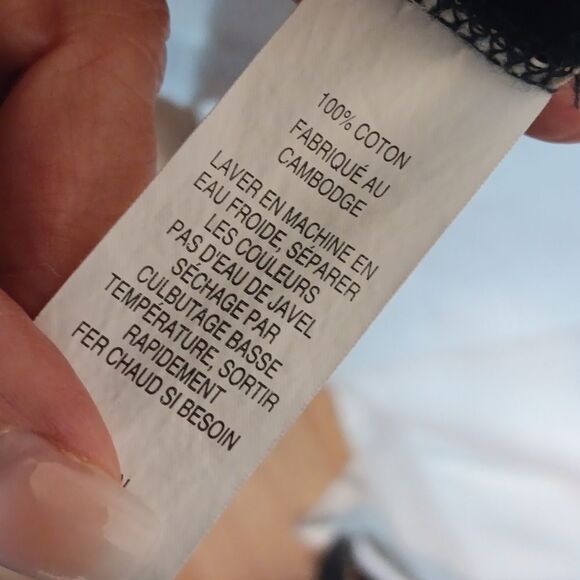 100% COTON
FABRIQUÉ AU
CAMBODGE
LAVER EN MACHINE EN
EAU FROIDE, SÉPARER
LES COULEURS
PAS D'EAU DE JAVEL
SÉCHAGE PAR
CULBUTAGE BASSE
TEMPÉRATURE, SORTIR
RAPIDEMENT
FER CHAUD SI BESOIN